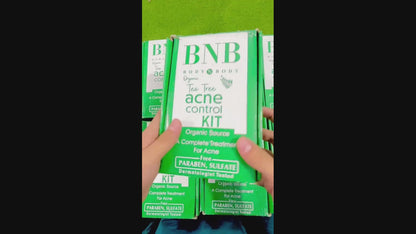 BNB
BODY N BODY
Organic
Tea Tree
acne
control
KIT
Organic Source
A Complete Treatment
For Acne
Free
PARABEN, SULFATE
Dermatologist Tested
KIT
Organic Source
A Complete Treatment
For Acne
Free
PARABEN, SULFATE
Dermatologist Tested